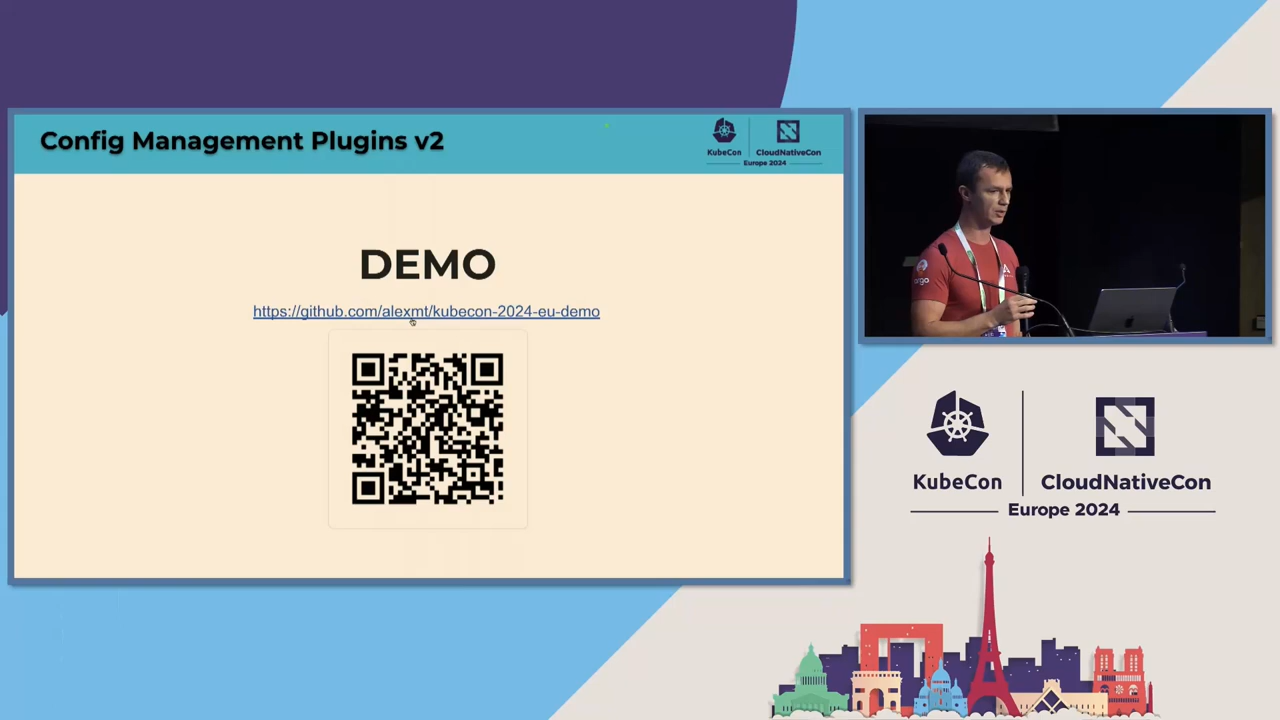 Config Management Plugins v2
KubeCon
CloudNativeCon
Europe 2024
DEMO
https://github.com/alexmt/kubecon-2024-eu-demo
argo
KubeCon
CloudNativeCon
Europe 2024